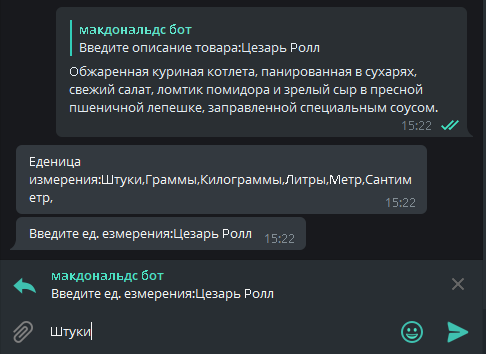 макдональдс бот
Введите описание товара:Цезарь Ролл
Обжаренная куриная котлета, панированная в сухарях,
свежий салат, ломтик помидора и зрелый сыр в пресной
пшеничной лепешке, заправленной специальным соусом.
15:22
Еденица
измерения:Штуки,Граммы,Килограммы,Литры,Метр,Сантим
етр,
15:22
Введите ед. езмерения:Цезарь Ролл 15:22
макдональдс бот
Введите ед. езмерения:Цезарь Ролл
Штуки